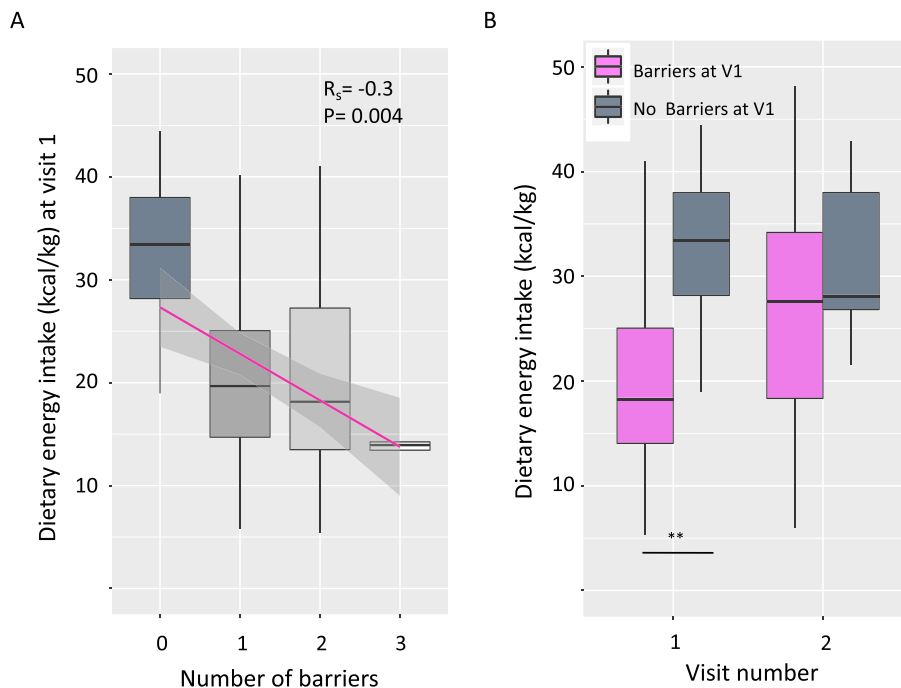 A
Dietary energy intake (kcal/kg) at visit 1
50
40
30
20
10
Rs= -0.3
P= 0.004
0
1
2
3
Number of barriers
B
Dietary energy intake (kcal/kg)
50
40
30
20
10
Barriers at V1
No Barriers at V1
**
1
2
Visit number